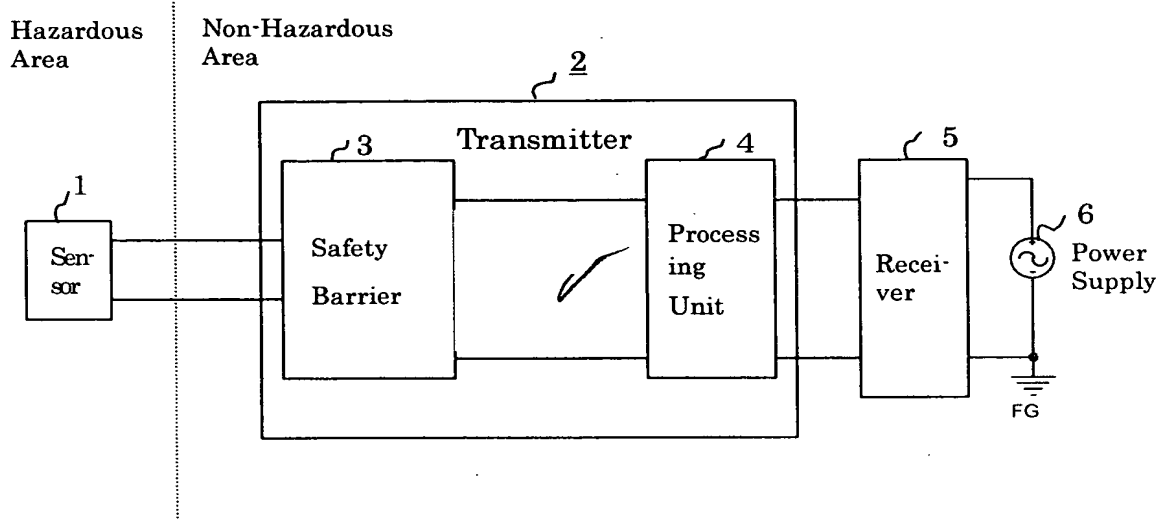 Hazardous
Area
Non-Hazardous
Area
2
Transmitter
1
Sen-
sor
3
Safety
Barrier
4
Process
ing
Unit
5
Recei-
ver
6
Power
Supply
FG